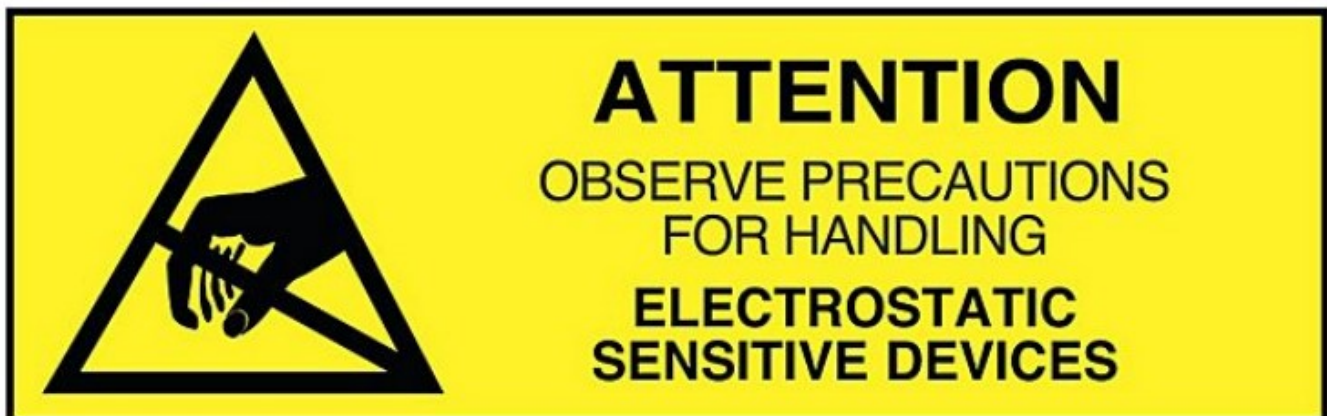 ATTENTION
OBSERVE PRECAUTIONS
FOR HANDLING
ELECTROSTATIC
SENSITIVE DEVICES